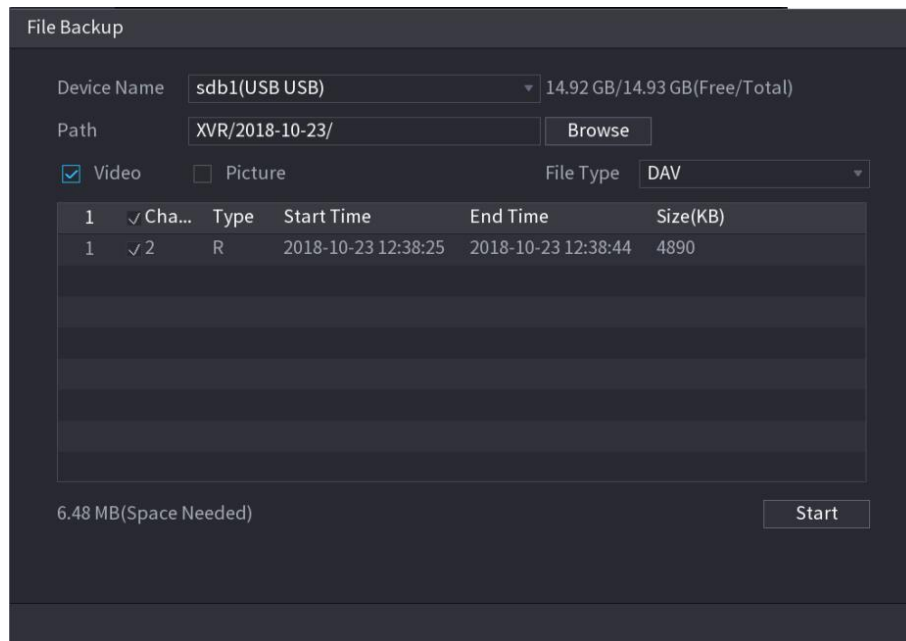 File Backup
Device Name sdb1(USB USB) 14.92 GB/14.93 GB(Free/Total)
Path XVR/2018-10-23/ Browse
Video Picture File Type DAV
1 Cha... Type Start Time End Time Size(KB)
1 2 R 2018-10-23 12:38:25 2018-10-23 12:38:44 4890
6.48 MB(Space Needed) Start